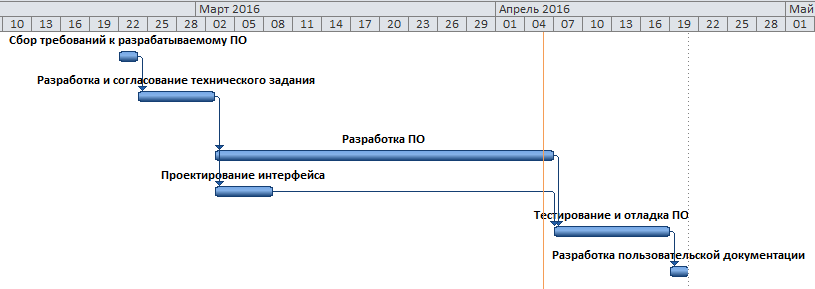 Март 2016 Апрель 2016 Май
10 13 16 19 22 25 28 02 05 08 11 14 17 20 23 26 29 01 04 07 10 13 16 19 22 25 28 01
Сбор требований к разрабатываемому ПО
Разработка и согласование технического задания
Разработка ПО
Проектирование интерфейса
Тестирование и отладка ПО
Разработка пользовательской документации